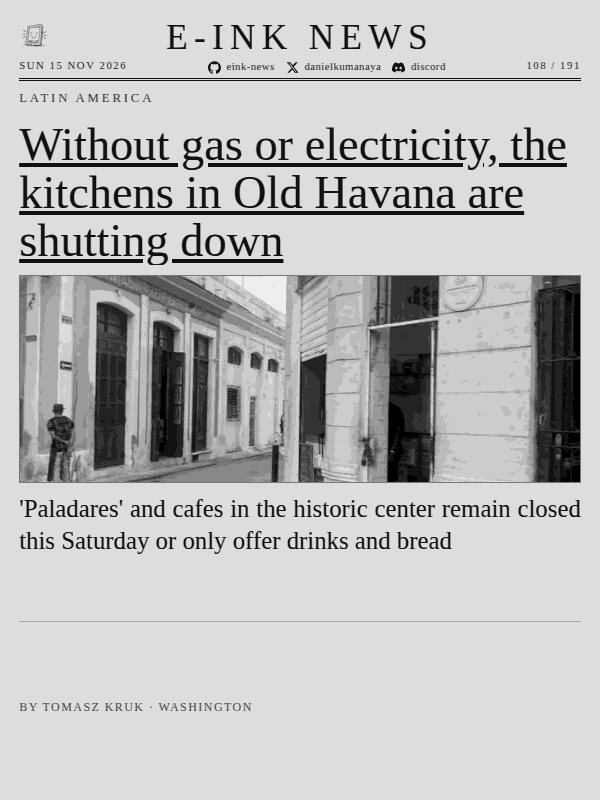 E-INK NEWS
SUN 15 NOV 2026
eink-news
danielkumanaya
discord
108 / 191
LATIN AMERICA
Without gas or electricity, the
kitchens in Old Havana are
shutting down
'Paladares' and cafes in the historic center remain closed
this Saturday or only offer drinks and bread
BY TOMASZ KRUK · WASHINGTON